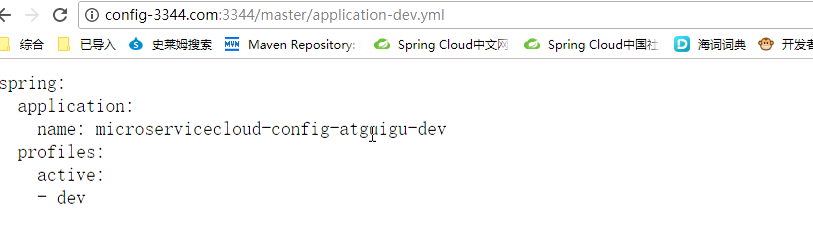 config-3344.com:3344/master/application-dev.yml
综合 已导入 史莱姆搜索 MVN Maven Repository: Spring Cloud中文网 Spring Cloud中国社 海词词典 开发者
spring:
  application:
    name: microservicecloud-config-atguigu-dev
  profiles:
    active:
    - dev